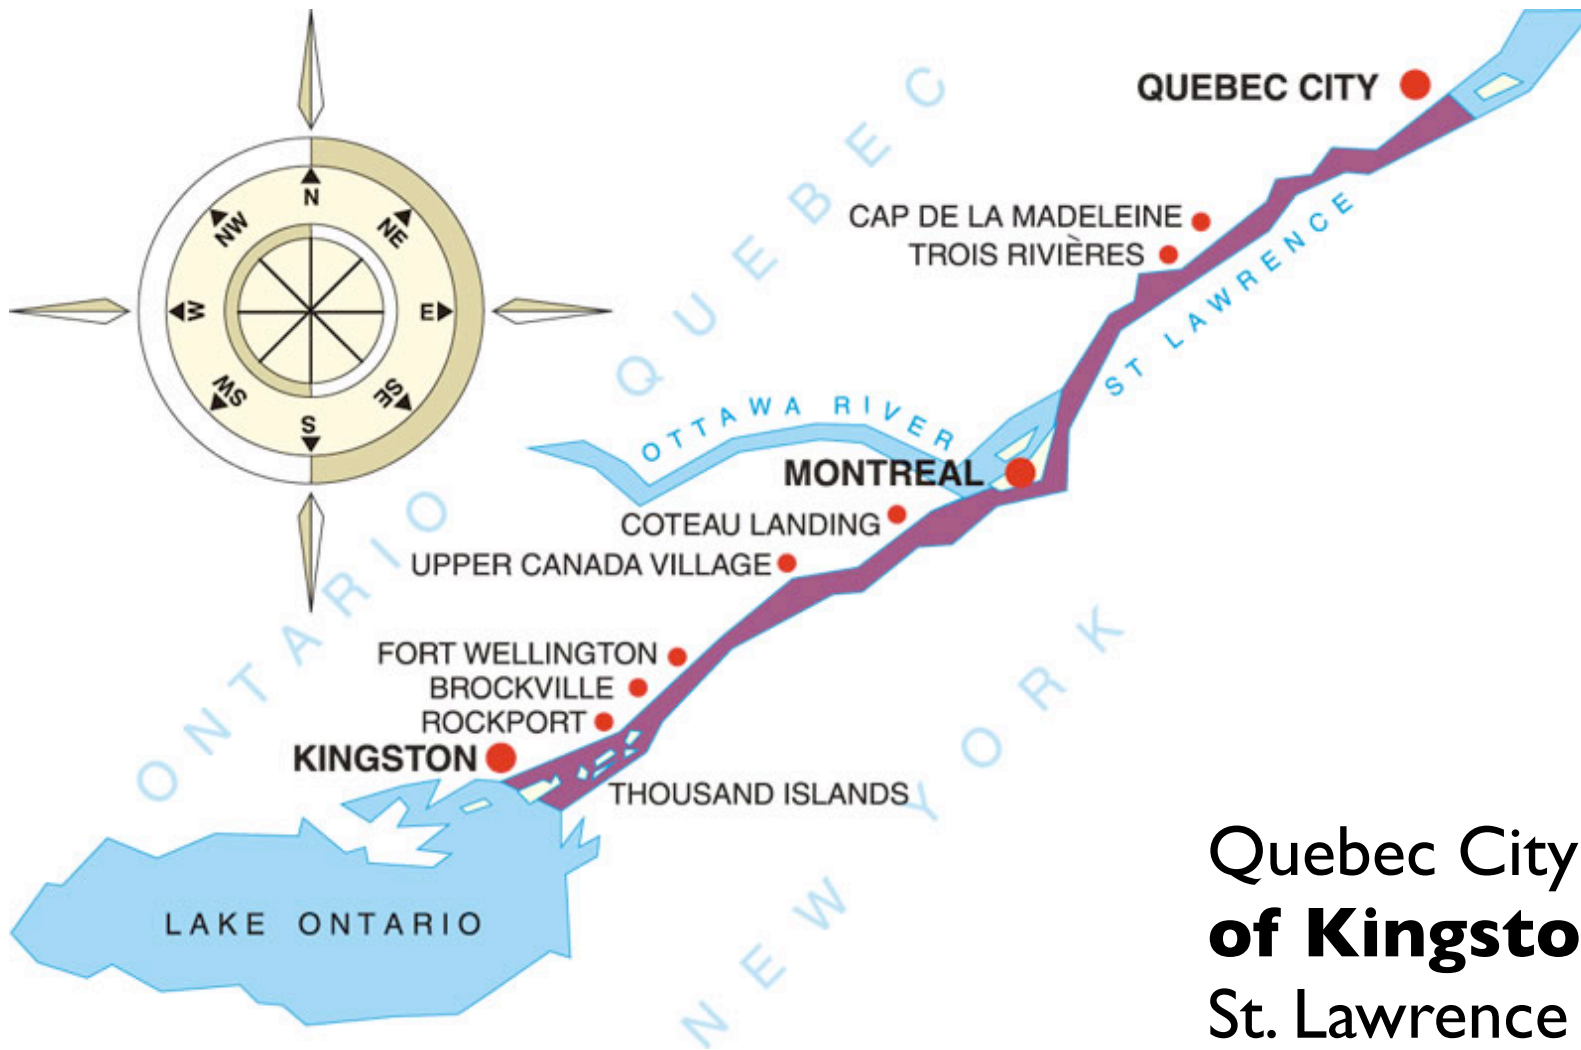 N
NE
E
SE
S
SW
W
NW
QUEBEC
QUEBEC CITY
CAP DE LA MADELEINE
TROIS RIVIÈRES
ST LAWRENCE
OTTAWA RIVER
MONTREAL
COTEAU LANDING
UPPER CANADA VILLAGE
ONTARIO
FORT WELLINGTON
BROCKVILLE
ROCKPORT
KINGSTON
THOUSAND ISLANDS
NEW YORK
LAKE ONTARIO
Quebec City
of Kingsto
St. Lawrence